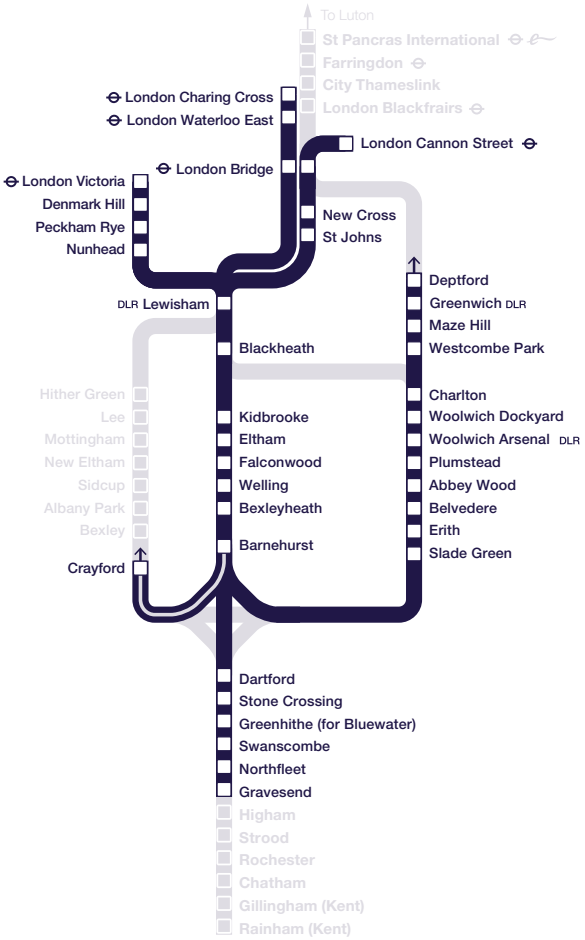 To Luton
St Pancras International
Farringdon
City Thameslink
London Blackfriars
London Charing Cross
London Waterloo East
London Cannon Street
London Bridge
London Victoria
Denmark Hill
Peckham Rye
Nunhead
New Cross
St Johns
DLR Lewisham
Blackheath
Deptford
Greenwich DLR
Maze Hill
Westcombe Park
Charlton
Woolwich Dockyard
Woolwich Arsenal DLR
Plumstead
Abbey Wood
Belvedere
Erith
Slade Green
Hither Green
Lee
Mottingham
New Eltham
Sidcup
Albany Park
Bexley
Crayford
Kidbrooke
Eltham
Falconwood
Welling
Bexleyheath
Barnehurst
Dartford
Stone Crossing
Greenhithe (for Bluewater)
Swanscombe
Northfleet
Gravesend
Higham
Strood
Rochester
Chatham
Gillingham (Kent)
Rainham (Kent)